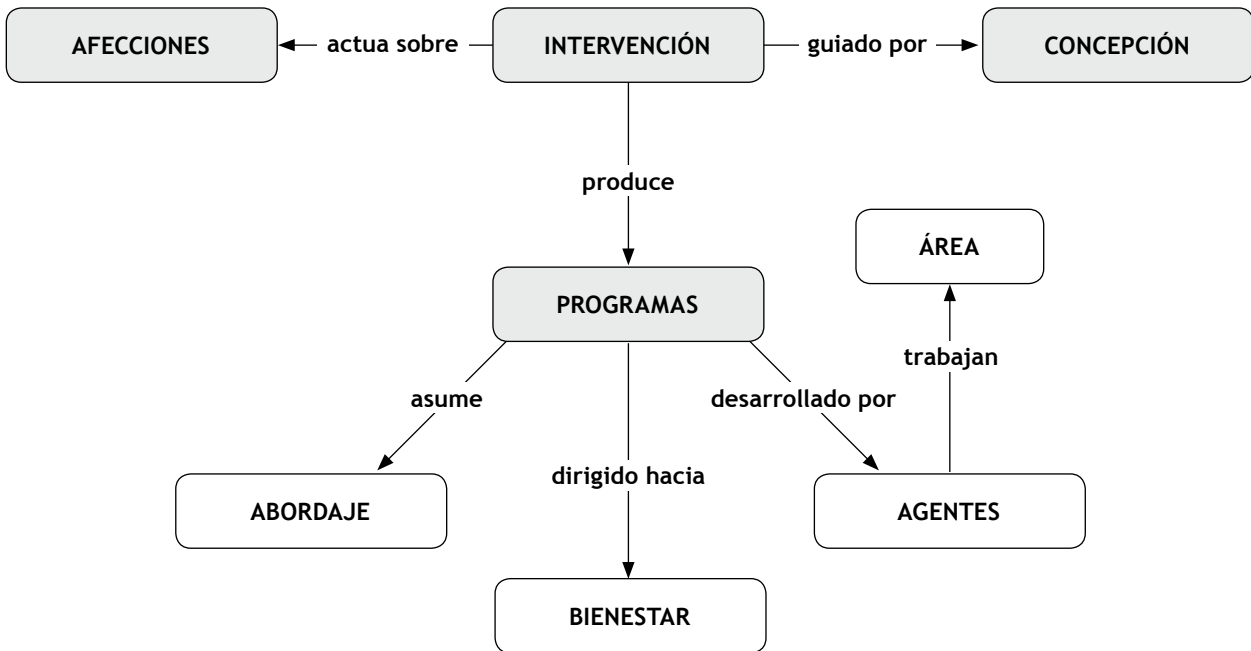 AFECCIONES
actua sobre
INTERVENCIÓN
guiado por
CONCEPCIÓN
produce
ÁREA
PROGRAMAS
trabajan
asume
desarrollado por
dirigido hacia
ABORDAJE
AGENTES
BIENESTAR